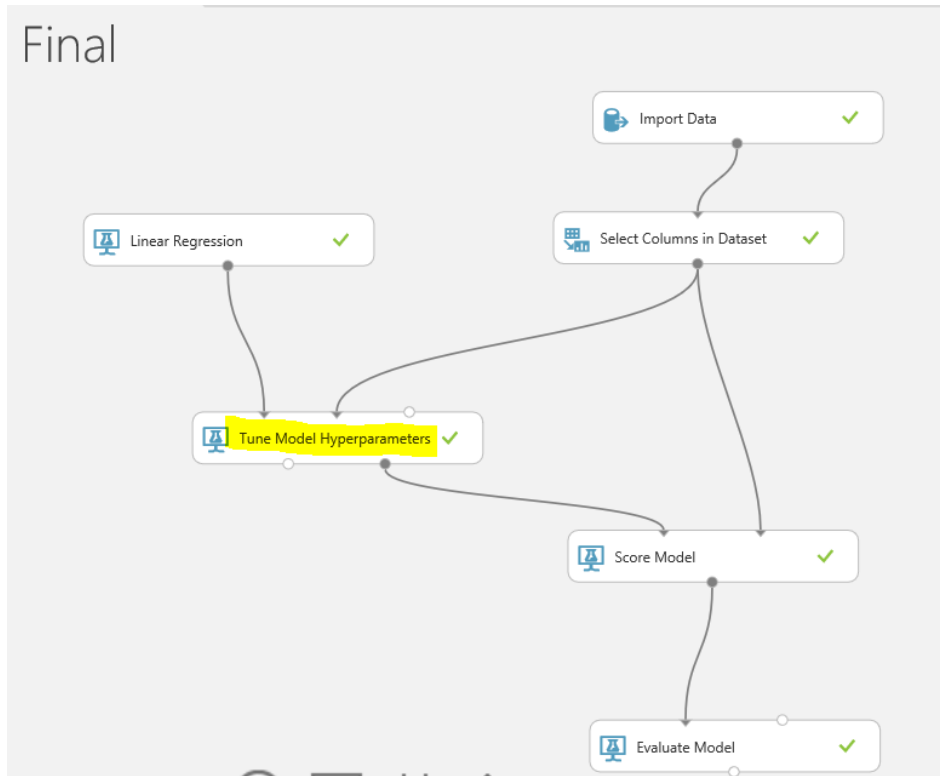 Final
Import Data
Linear Regression
Select Columns in Dataset
Tune Model Hyperparameters
Score Model
Evaluate Model